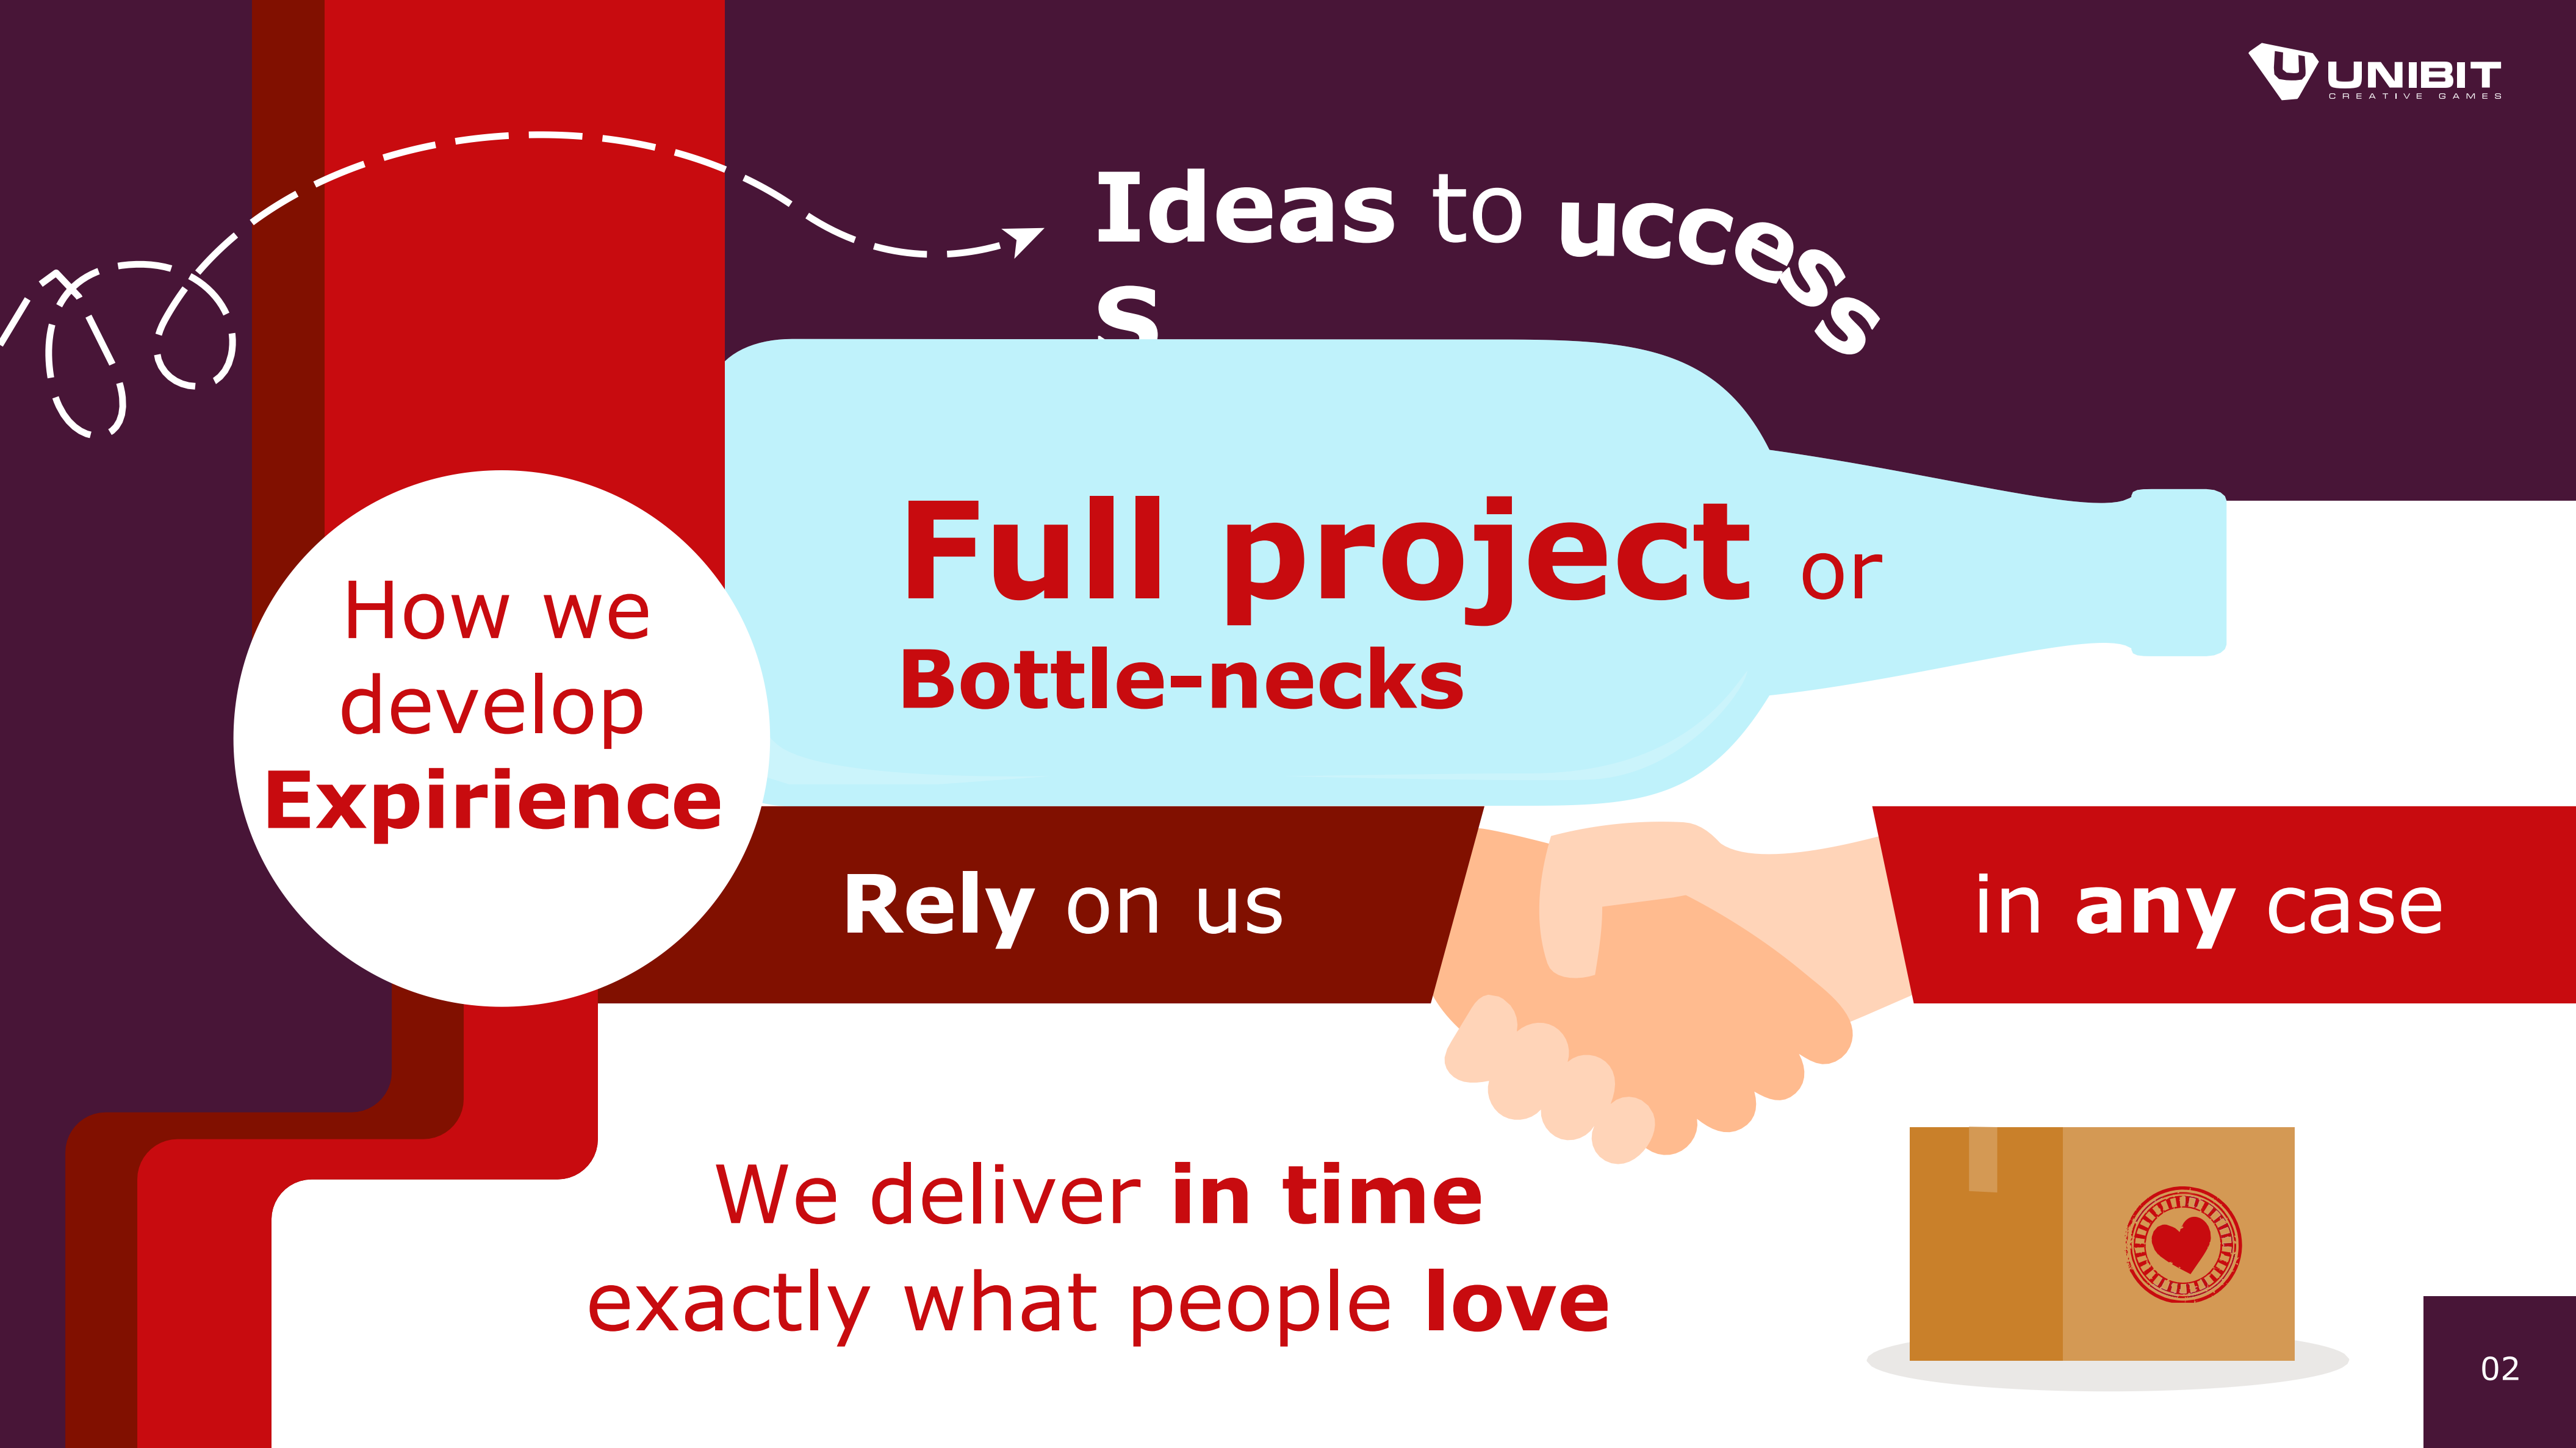 UNIBIT
CREATIVE GAMES
Ideas to uccess
S
Full project or
Bottle-necks
How we
develop
Expirience
Rely on us
in any case
We deliver in time
exactly what people love
02